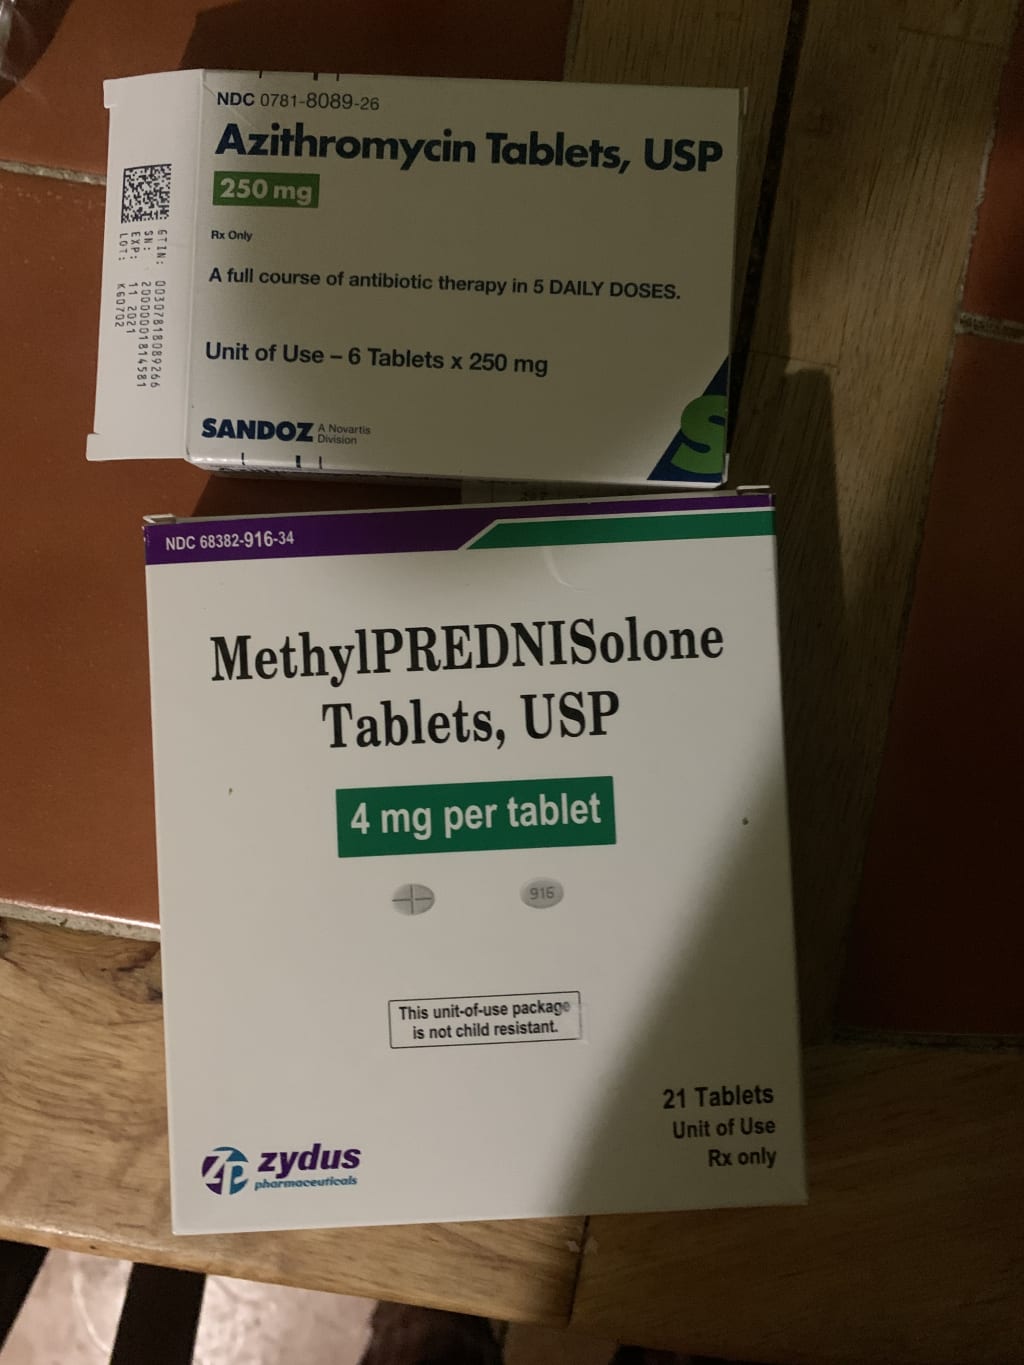 NDC 0781-8089-26
Azithromycin Tablets, USP
250 mg
Rx Only
A full course of antibiotic therapy in 5 DAILY DOSES.
Unit of Use – 6 Tablets x 250 mg
SANDOZ A Novartis
Division
S
GTIN: 00307818089266
SN: 20000001814581
EXP: 11 2021
LOT: K60702
NDC 68382-916-34
MethylPREDNISolone
Tablets, USP
4 mg per tablet
916
This unit-of-use package
is not child resistant.
21 Tablets
Unit of Use
Rx only
zydus
pharmaceuticals